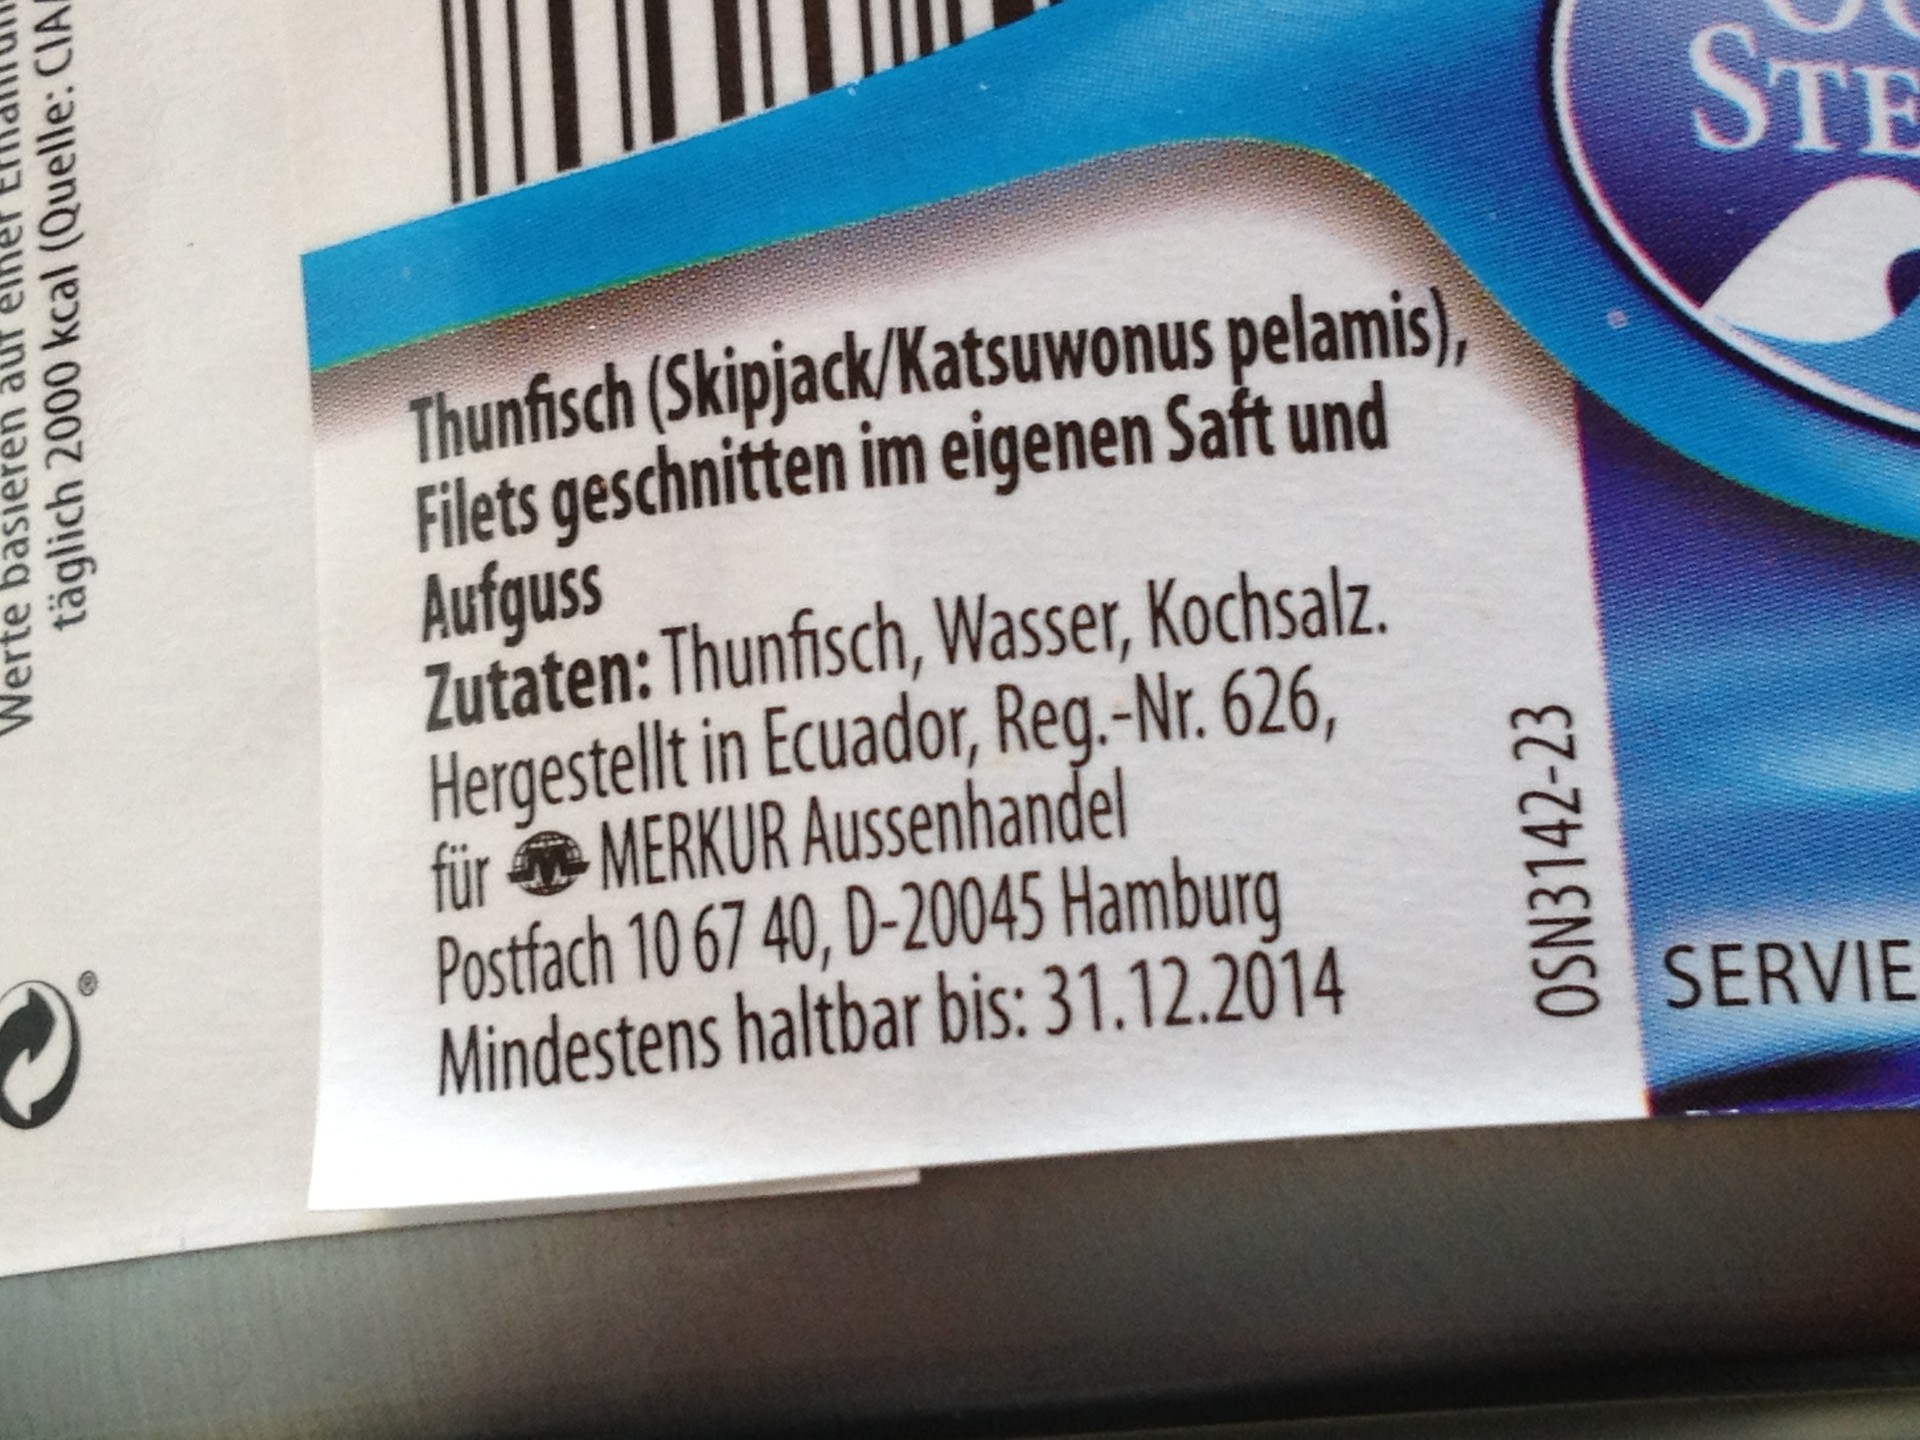 Werte basieren auf einer
täglich 2000 kcal (Quelle:
STE
Thunfisch (Skipjack/Katsuwonus pelamis),
Filets geschnitten im eigenen Saft und
Aufguss
Zutaten: Thunfisch, Wasser, Kochsalz.
Hergestellt in Ecuador, Reg.-Nr. 626,
für M MERKUR Aussenhandel
Postfach 10 67 40, D-20045 Hamburg
Mindestens haltbar bis: 31.12.2014
OSN3142-23
SERVIE
®